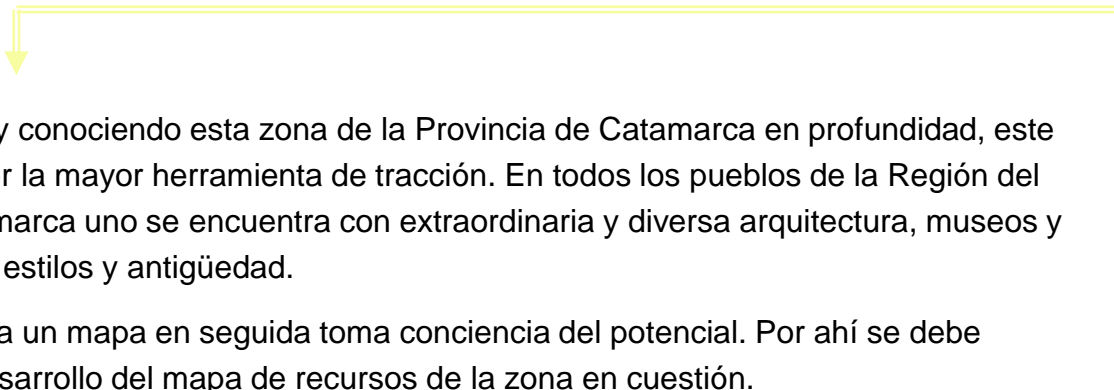 y conociendo esta zona de la Provincia de Catamarca en profundidad, este
r la mayor herramienta de tracción. En todos los pueblos de la Región del
marca uno se encuentra con extraordinaria y diversa arquitectura, museos y
estilos y antigüedad.
a un mapa en seguida toma conciencia del potencial. Por ahí se debe
sarrollo del mapa de recursos de la zona en cuestión.